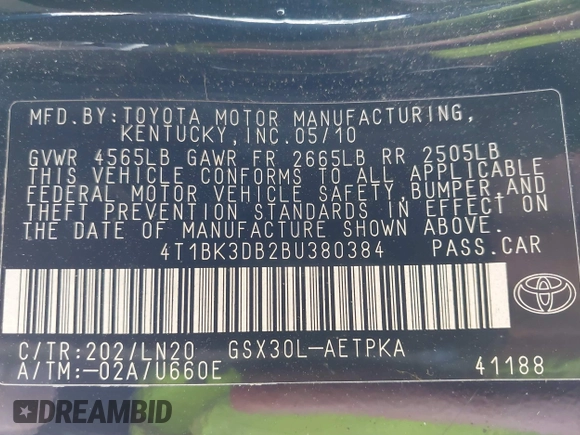 MFD.BY:TOYOTA MOTOR MANUFACTURING,
KENTUCKY,INC.05/10
GVWR 4565LB GAWR FR 2665LB RR 2505LB
THIS VEHICLE CONFORMS TO ALL APPLICABLE
FEDERAL MOTOR VEHICLE SAFETY,BUMPER,AND
THEFT PREVENTION STANDARDS IN EFFECT ON
THE DATE OF MANUFACTURE SHOWN ABOVE.
4T1BK3DB2BU380384 PASS.CAR
C/TR:202/LN20 GSX30L-AETPKA
A/TM:-02A/U660E 41188
DREAMBID